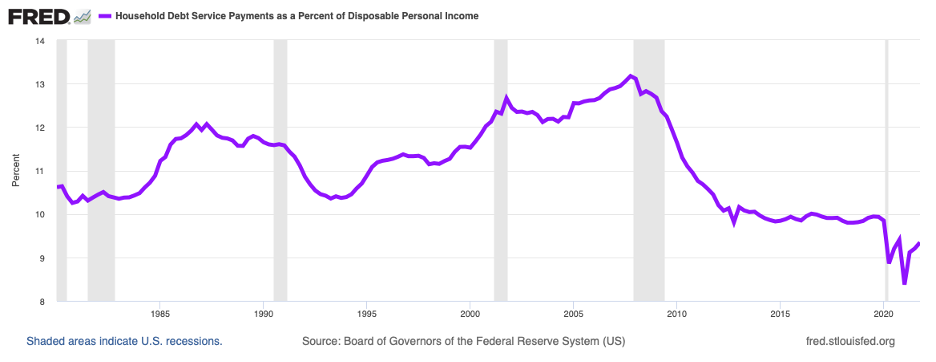 FRED
Household Debt Service Payments as a Percent of Disposable Personal Income
14
13
12
11
10
9
8
Percent
1985 1990 1995 2000 2005 2010 2015 2020
Shaded areas indicate U.S. recessions. Source: Board of Governors of the Federal Reserve System (US) fred.stlouisfed.org